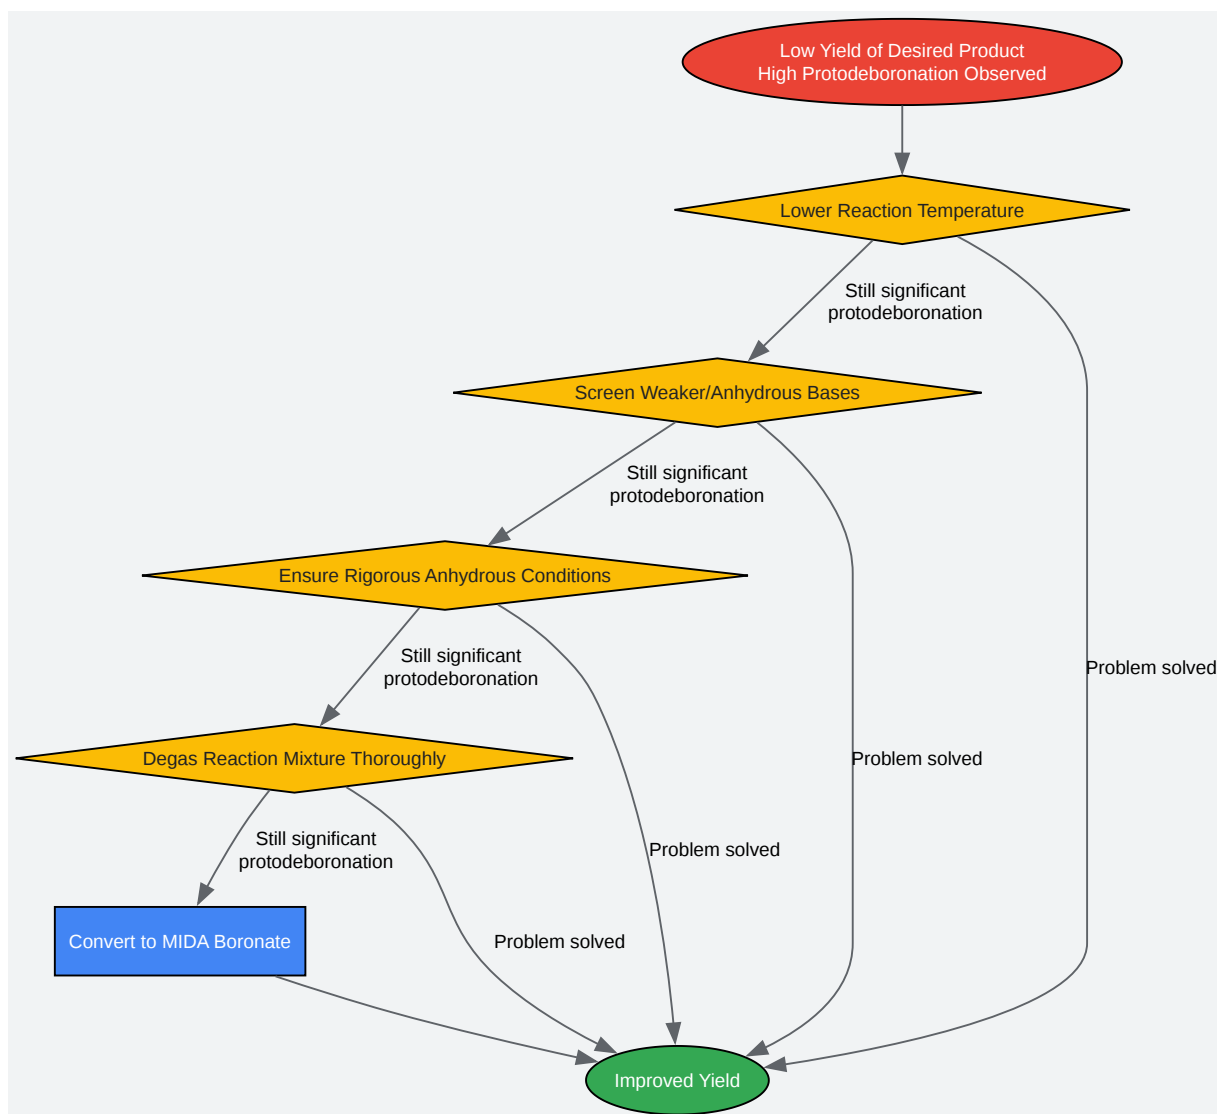 Low Yield of Desired Product
High Protodeboronation Observed
Lower Reaction Temperature
Still significant
protodeboronation
Screen Weaker/Anhydrous Bases
Still significant
protodeboronation
Ensure Rigorous Anhydrous Conditions
Still significant
protodeboronation
Problem solved
Degas Reaction Mixture Thoroughly
Problem solved
Still significant
protodeboronation
Problem solved
Convert to MIDA Boronate
Problem solved
Improved Yield